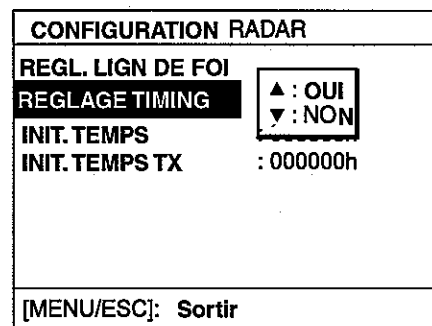 CONFIGURATION RADAR
REGL. LIGN DE FOI
REGLAGE TIMING
▲ : OUI
▼ : NON
INIT. TEMPS
INIT. TEMPS TX : 000000h
[MENU/ESC]: Sortir